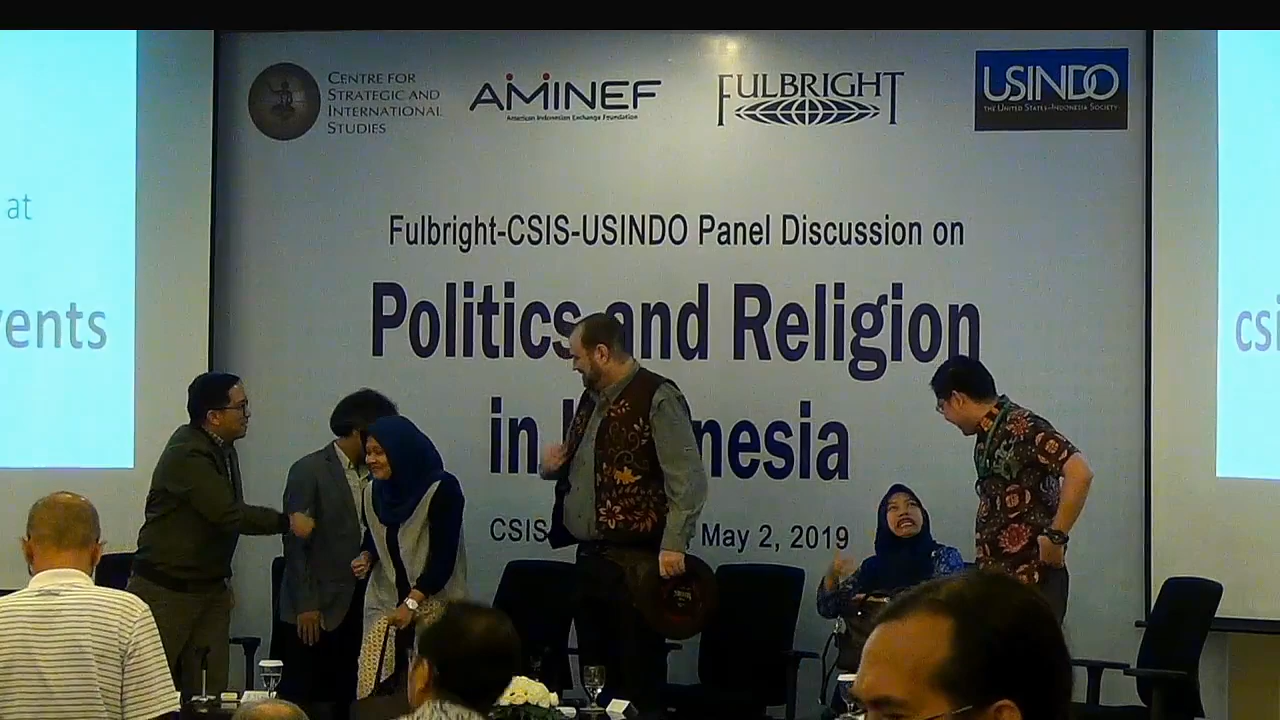 CENTRE FOR
STRATEGIC AND
INTERNATIONAL
STUDIES
AMINEF
American Indonesian Exchange Foundation
FULBRIGHT
USINDO
THE UNITED STATES-INDONESIA SOCIETY
at
vents
csi
Fulbright-CSIS-USINDO Panel Discussion on
Politics and Religion
in I nesia
CSIS May 2, 2019